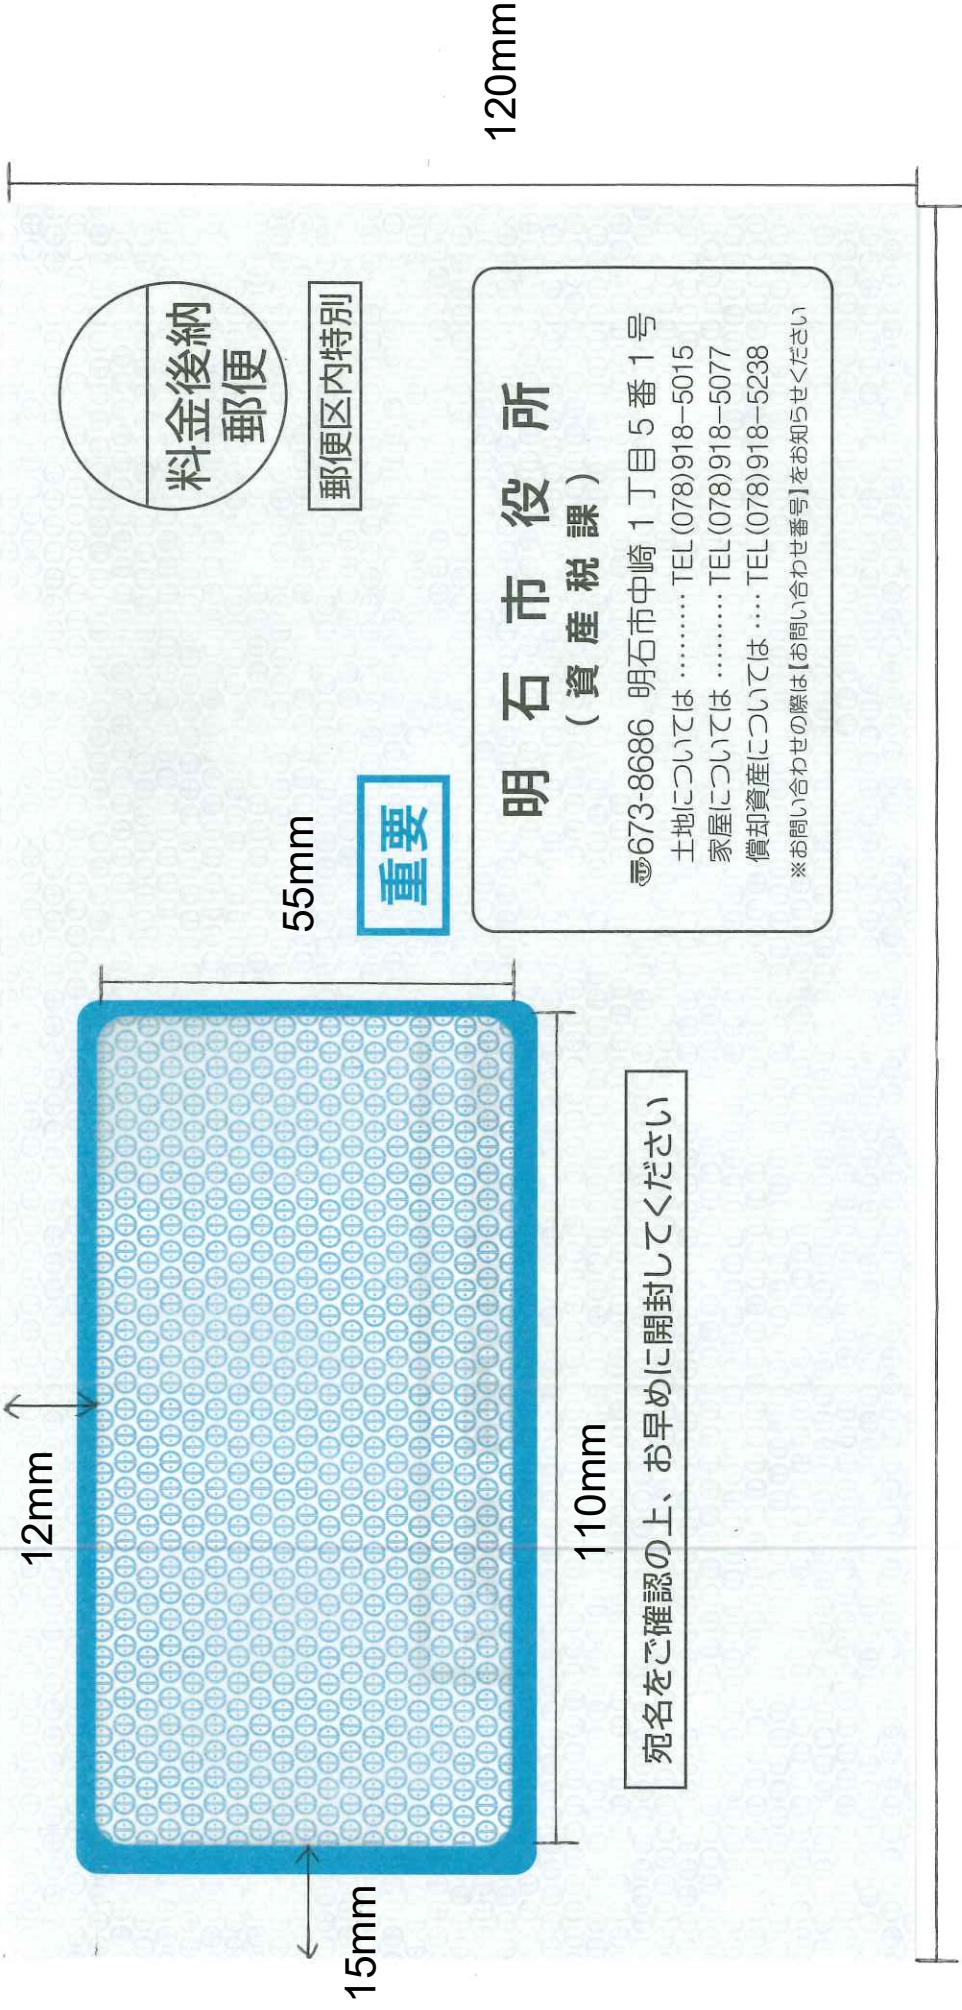 12mm
15mm
110mm
55mm
120mm
料金後納
郵便
郵便区内特別
重要
明石市役所
(資産税課)
〠673-8686 明石市中崎1丁目5番1号
土地については ……… TEL(078)918-5015
家屋については ……… TEL(078)918-5077
償却資産については … TEL(078)918-5238
※お問い合わせの際は【お問い合わせ番号】をお知らせください
宛名をご確認の上、お早めに開封してください